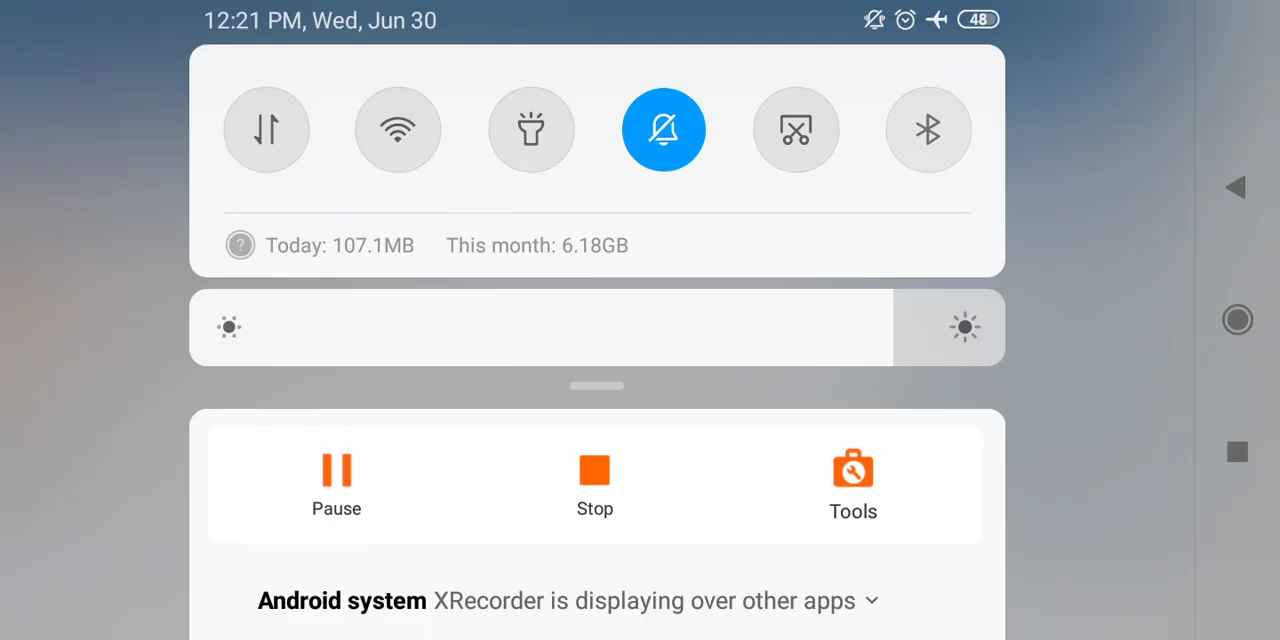 12:21 PM, Wed, Jun 30
48
? Today: 107.1MB This month: 6.18GB
Pause Stop Tools
Android system XRecorder is displaying over other apps